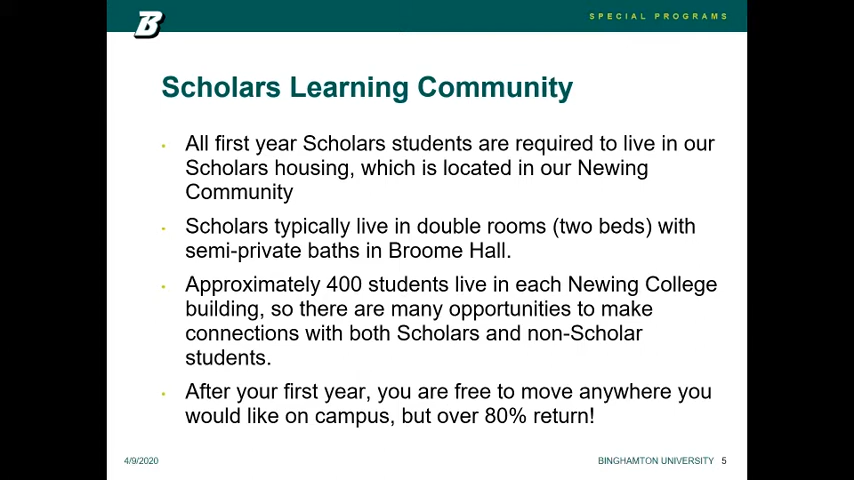 B
SPECIAL PROGRAMS
Scholars Learning Community
• All first year Scholars students are required to live in our
Scholars housing, which is located in our Newing
Community
• Scholars typically live in double rooms (two beds) with
semi-private baths in Broome Hall.
• Approximately 400 students live in each Newing College
building, so there are many opportunities to make
connections with both Scholars and non-Scholar
students.
• After your first year, you are free to move anywhere you
would like on campus, but over 80% return!
4/9/2020
BINGHAMTON UNIVERSITY 5